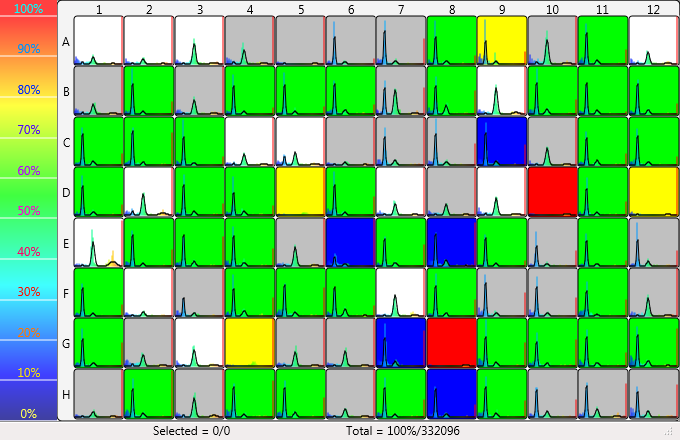 100% 1 2 3 4 5 6 7 8 9 10 11 12
A
90%
B
80%
C
70%
60%
D
50%
E
40%
F
30%
G
20%
10%
H
0%
Selected = 0/0 Total = 100%/332096